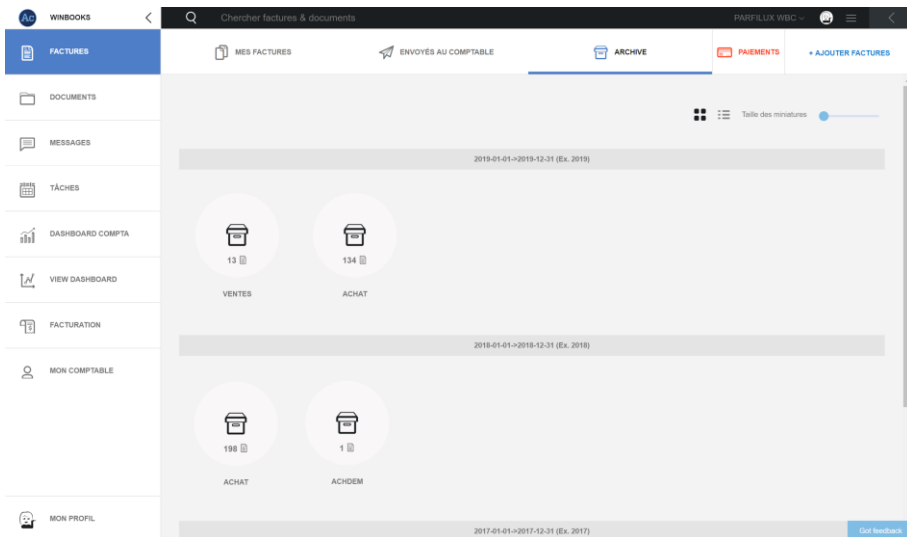 Ac WINBOOKS
Chercher factures & documents
PARFILUX WBC
FACTURES
MES FACTURES
ENVOYÉS AU COMPTABLE
ARCHIVE
PAIEMENTS
+ AJOUTER FACTURES
DOCUMENTS
MESSAGES
TÂCHES
DASHBOARD COMPTA
VIEW DASHBOARD
FACTURATION
MON COMPTABLE
MON PROFIL
Taille des miniatures
2019-01-01->2019-12-31 (Ex. 2019)
13
VENTES
134
ACHAT
2018-01-01->2018-12-31 (Ex. 2018)
198
ACHAT
1
ACHDEM
2017-01-01->2017-12-31 (Ex. 2017)
Got feedback